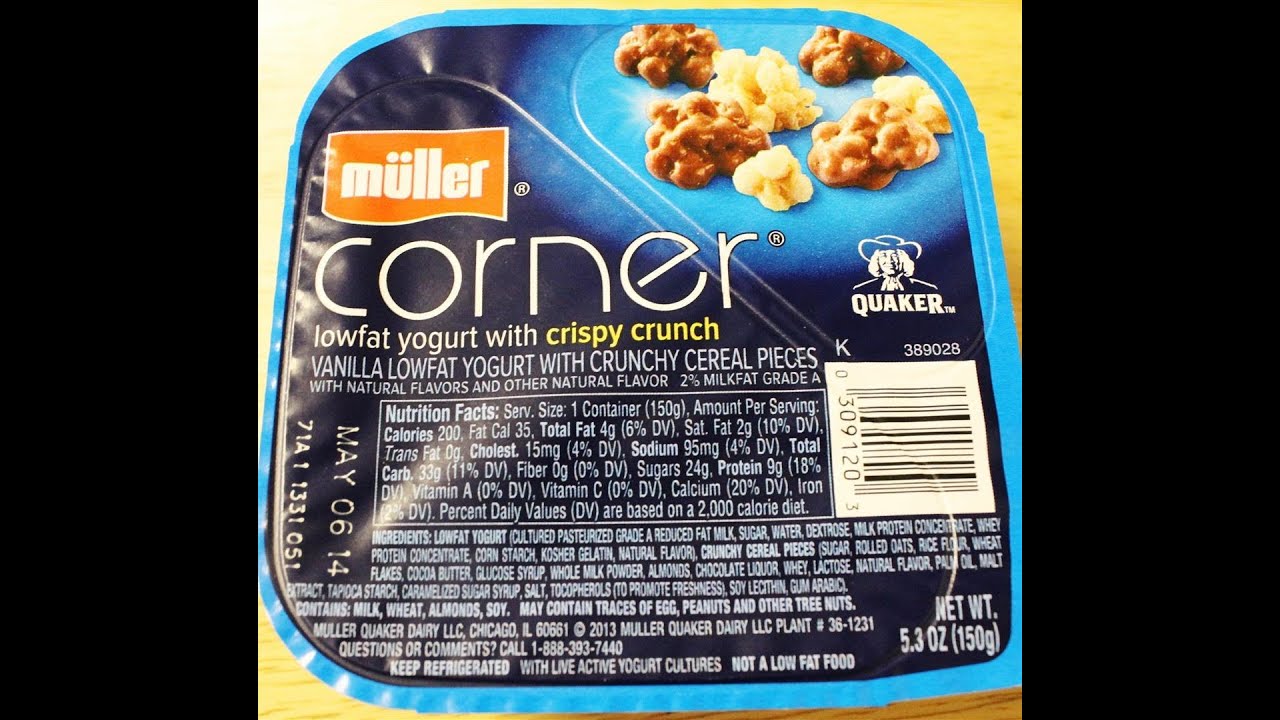 müller®
corner®
QUAKER™
lowfat yogurt with crispy crunch
VANILLA LOWFAT YOGURT WITH CRUNCHY CEREAL PIECES
WITH NATURAL FLAVORS AND OTHER NATURAL FLAVOR 2% MILKFAT GRADE A
K 389028
0 309120 3
Nutrition Facts: Serv. Size: 1 Container (150g), Amount Per Serving:
Calories 200, Fat Cal 35, Total Fat 4g (6% DV), Sat. Fat 2g (10% DV),
Trans Fat 0g, Cholest. 15mg (4% DV), Sodium 95mg (4% DV), Total
Carb. 33g (11% DV), Fiber 0g (0% DV), Sugars 24g, Protein 9g (18%
DV), Vitamin A (0% DV), Vitamin C (0% DV), Calcium (20% DV), Iron
(2% DV). Percent Daily Values (DV) are based on a 2,000 calorie diet.
MAY 06 14
71A1 1331 051
INGREDIENTS: LOWFAT YOGURT (CULTURED PASTEURIZED GRADE A REDUCED FAT MILK, SUGAR, WATER, DEXTROSE, MILK PROTEIN CONCENTRATE, WHEY
PROTEIN CONCENTRATE, CORN STARCH, KOSHER GELATIN, NATURAL FLAVOR), CRUNCHY CEREAL PIECES (SUGAR, ROLLED OATS, RICE FLOUR, WHEAT
FLAKES, COCOA BUTTER, GLUCOSE SYRUP, WHOLE MILK POWDER, ALMONDS, CHOCOLATE LIQUOR, WHEY, LACTOSE, NATURAL FLAVOR, PALM OIL, MALT
EXTRACT, TAPIOCA STARCH, CARAMELIZED SUGAR SYRUP, SALT, TOCOPHEROLS (TO PROMOTE FRESHNESS), SOY LECITHIN, GUM ARABIC).
CONTAINS: MILK, WHEAT, ALMONDS, SOY. MAY CONTAIN TRACES OF EGG, PEANUTS AND OTHER TREE NUTS.
MULLER QUAKER DAIRY LLC, CHICAGO, IL 60661 © 2013 MULLER QUAKER DAIRY LLC PLANT # 36-1231
QUESTIONS OR COMMENTS? CALL 1-888-393-7440
KEEP REFRIGERATED WITH LIVE ACTIVE YOGURT CULTURES NOT A LOW FAT FOOD
NET WT.
5.3 OZ (150g)